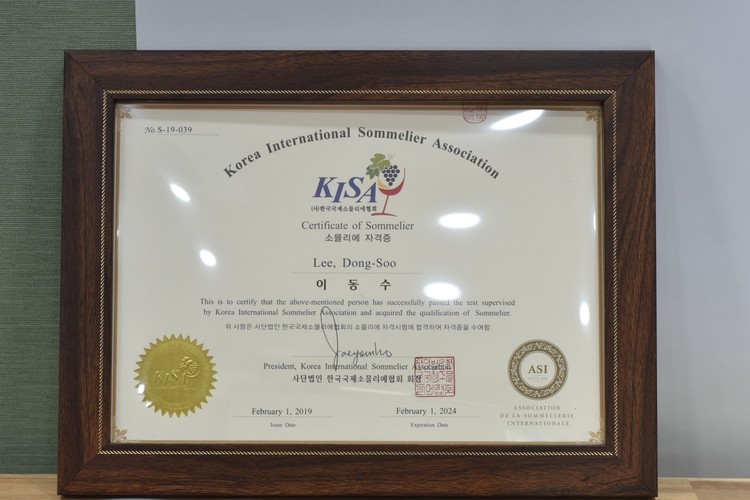 No. S-19-039
Korea International Sommelier Association
KISA
(사)한국국제소믈리에협회
Certificate of Sommelier
소믈리에 자격증
Lee, Dong-Soo
이 동 수
This is to certify that the above-mentioned person has successfully passed the test supervised
by Korea International Sommelier Association and acquired the qualification of Sommelier.
위 사람은 사단법인 한국국제소믈리에협회의 소믈리에 자격시험에 합격하여 자격증을 수여함.
President, Korea International Sommelier Association
사단법인 한국국제소믈리에협회 회장
KISA
ASI
February 1, 2019
February 1, 2024
Issue Date
Expiration Date
ASSOCIATION
DE LA SOMMELLERIE
INTERNATIONALE